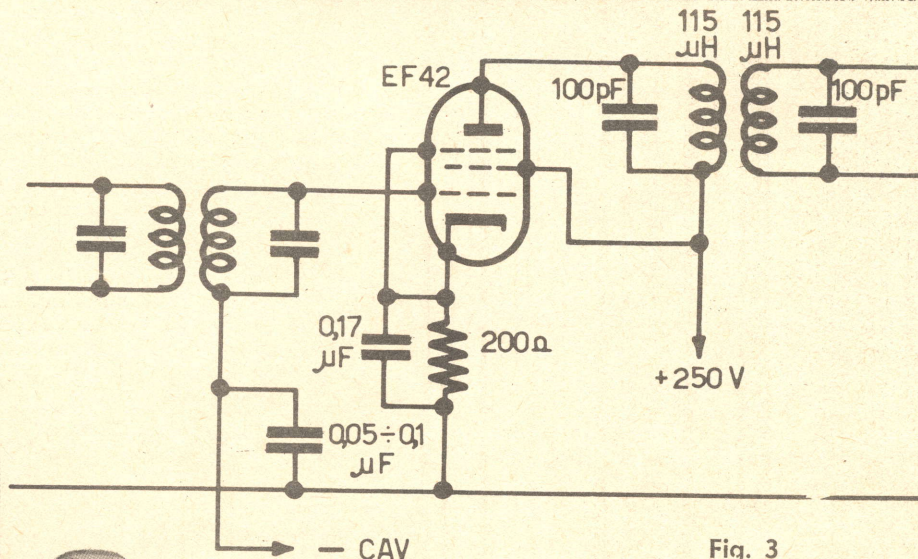 115 115
µH µH
EF42
100pF
100pF
0,17
µF
200Ω
+250 V
0,05÷0,1
µF
- CAV
Fig. 3